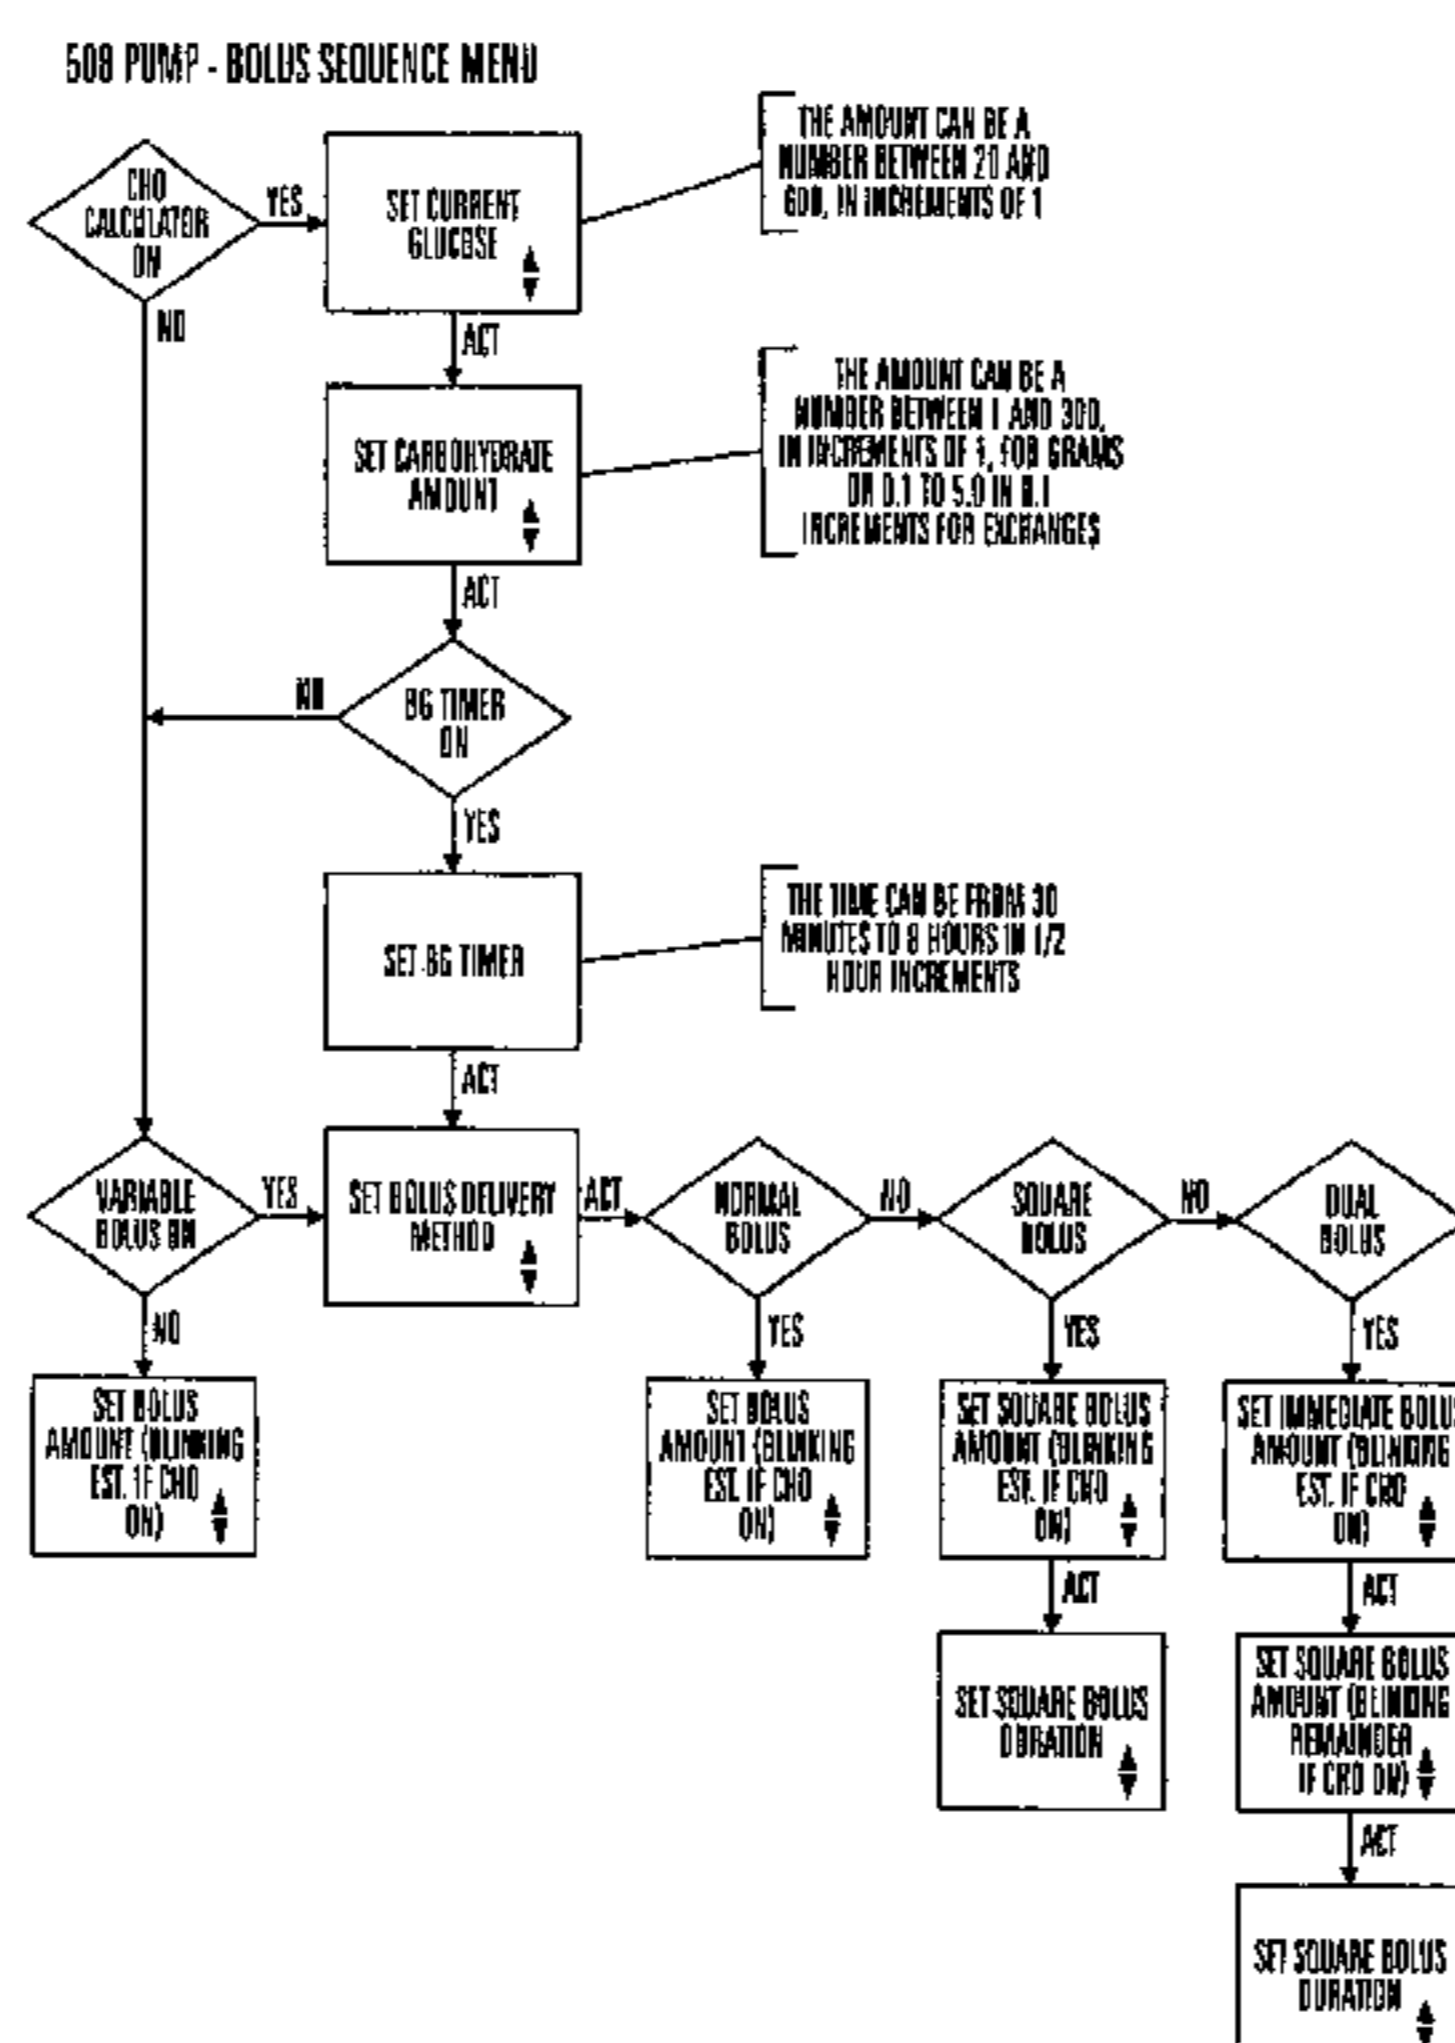 508 PUMP - BOLUS SEQUENCE MENU
CHO
CALCULATOR
ON
YES
NO
SET CURRENT
GLUCOSE
THE AMOUNT CAN BE A
NUMBER BETWEEN 20 AND
600, IN INCREMENTS OF 1
ACT
SET CARBOHYDRATE
AMOUNT
THE AMOUNT CAN BE A
NUMBER BETWEEN 1 AND 300,
IN INCREMENTS OF 1, FOR GRAMS
OR 0.1 TO 5.0 IN 0.1
INCREMENTS FOR EXCHANGES
ACT
BG TIMER
ON
NO
YES
SET BG TIMER
THE TIME CAN BE FROM 30
MINUTES TO 8 HOURS IN 1/2
HOUR INCREMENTS
ACT
VARIABLE
BOLUS ON
YES
NO
SET BOLUS DELIVERY
METHOD
ACT
NORMAL
BOLUS
NO
YES
SQUARE
BOLUS
NO
YES
DUAL
BOLUS
YES
SET BOLUS
AMOUNT (BLINKING
EST. IF CHO
ON)
SET BOLUS
AMOUNT (BLINKING
EST. IF CHO
ON)
SET SQUARE BOLUS
AMOUNT (BLINKING
EST. IF CHO
ON)
SET IMMEDIATE BOLUS
AMOUNT (BLINKING
EST. IF CHO
ON)
ACT
ACT
SET SQUARE BOLUS
DURATION
SET SQUARE BOLUS
AMOUNT (BLINKING
REMAINDER
IF CHO ON)
ACT
SET SQUARE BOLUS
DURATION